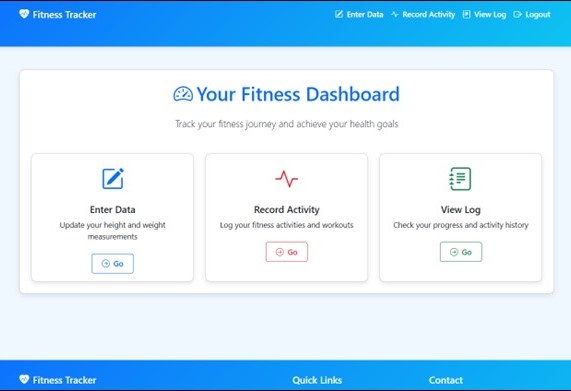 Fitness Tracker
Enter Data Record Activity View Log Logout
Your Fitness Dashboard
Track your fitness journey and achieve your health goals
Enter Data
Update your height and weight
measurements
Go
Record Activity
Log your fitness activities and workouts
Go
View Log
Check your progress and activity history
Go
Fitness Tracker
Quick Links
Contact